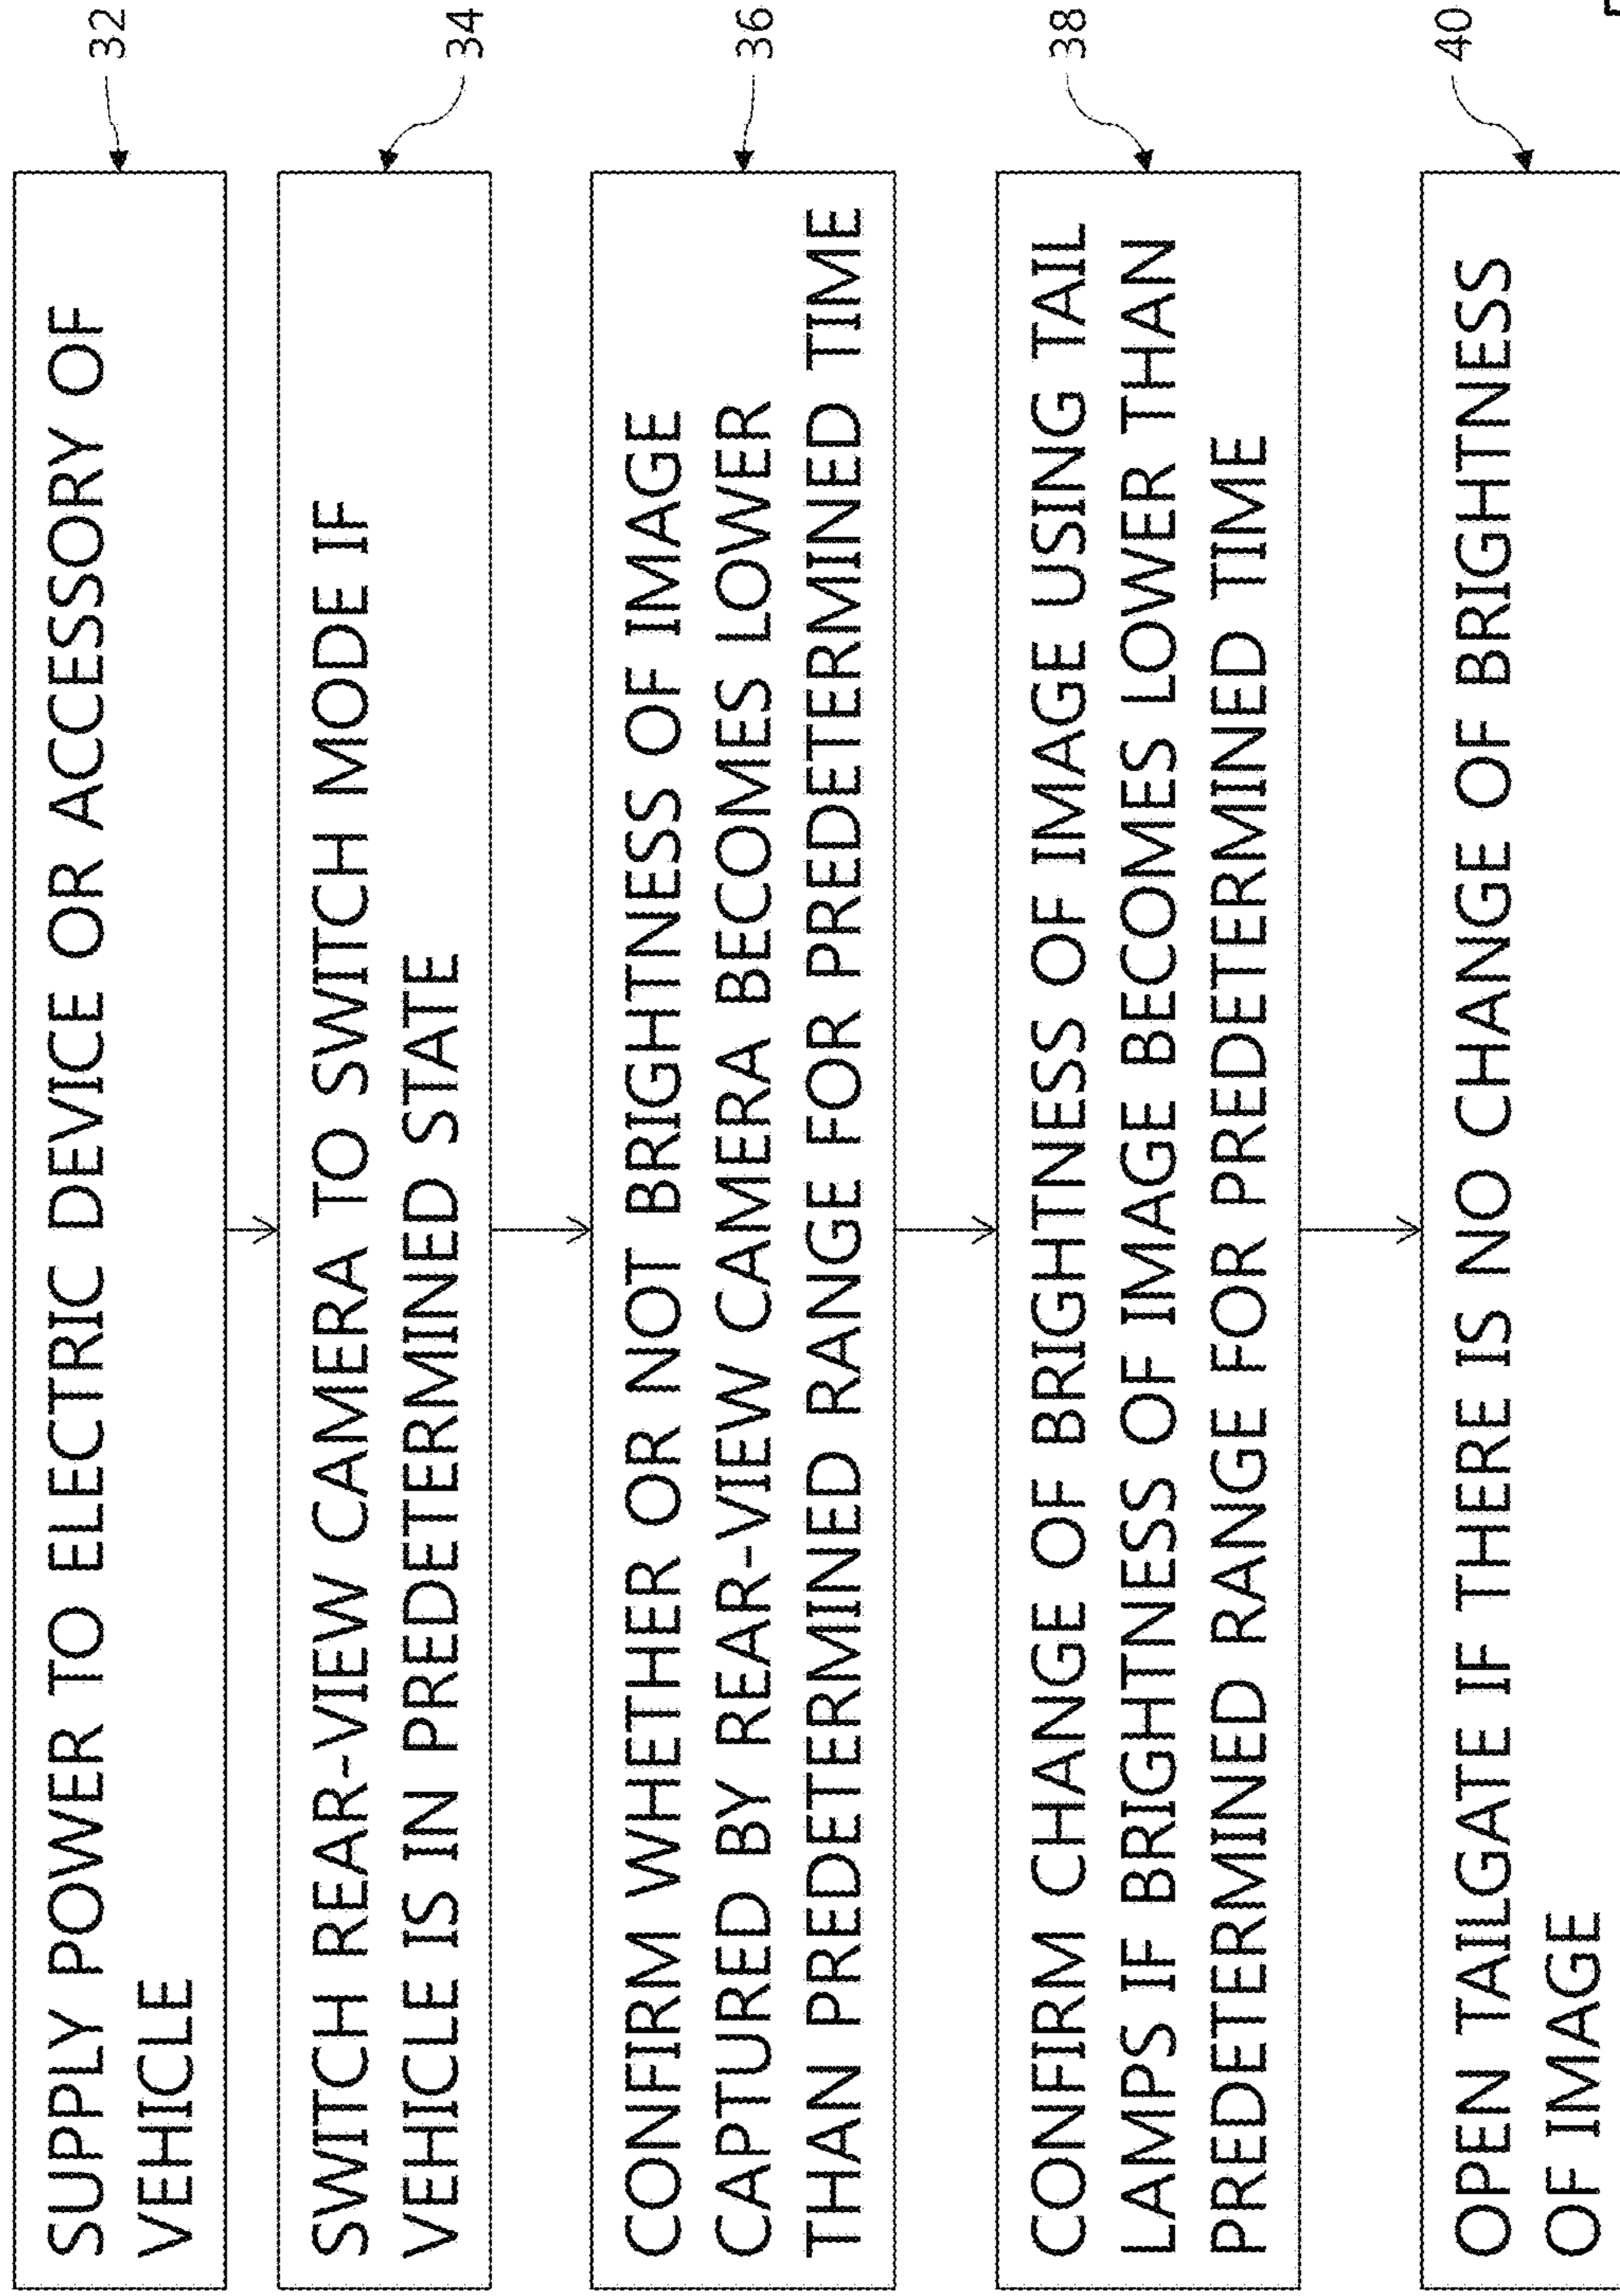 SUPPLY POWER TO ELECTRIC DEVICE OR ACCESSORY OF
VEHICLE
32
SWITCH REAR-VIEW CAMERA TO SWITCH MODE IF
VEHICLE IS IN PREDETERMINED STATE
34
CONFIRM WHETHER OR NOT BRIGHTNESS OF IMAGE
CAPTURED BY REAR-VIEW CAMERA BECOMES LOWER
THAN PREDETERMINED RANGE FOR PREDETERMINED TIME
36
CONFIRM CHANGE OF BRIGHTNESS OF IMAGE USING TAIL
LAMPS IF BRIGHTNESS OF IMAGE BECOMES LOWER THAN
PREDETERMINED RANGE FOR PREDETERMINED TIME
38
OPEN TAILGATE IF THERE IS NO CHANGE OF BRIGHTNESS
OF IMAGE
40